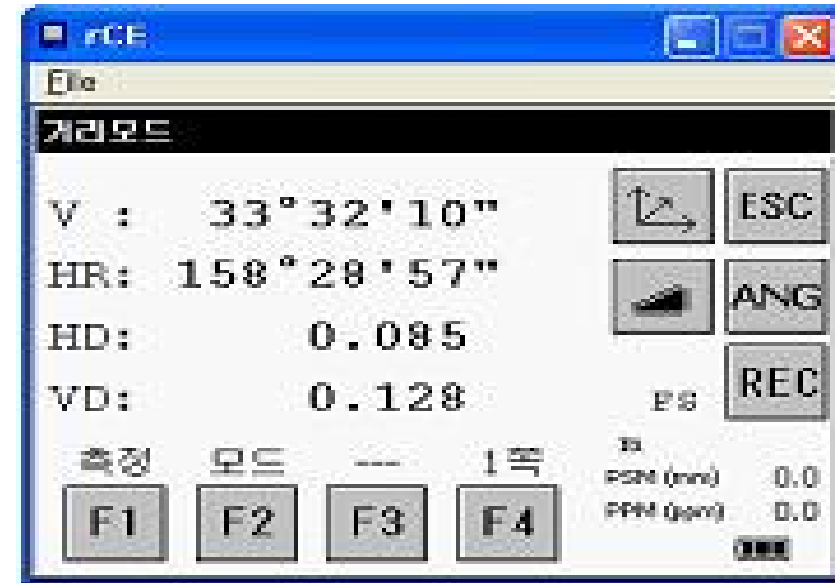 rCE
File
거리모드
V : 33°32'10"
ESC
HR: 158°28'57"
ANG
HD: 0.085
REC
VD: 0.128
PS
측정 모드 --- 1쪽
PSM (mm) 0.0
F1 F2 F3 F4
PPM (ppm) 0.0